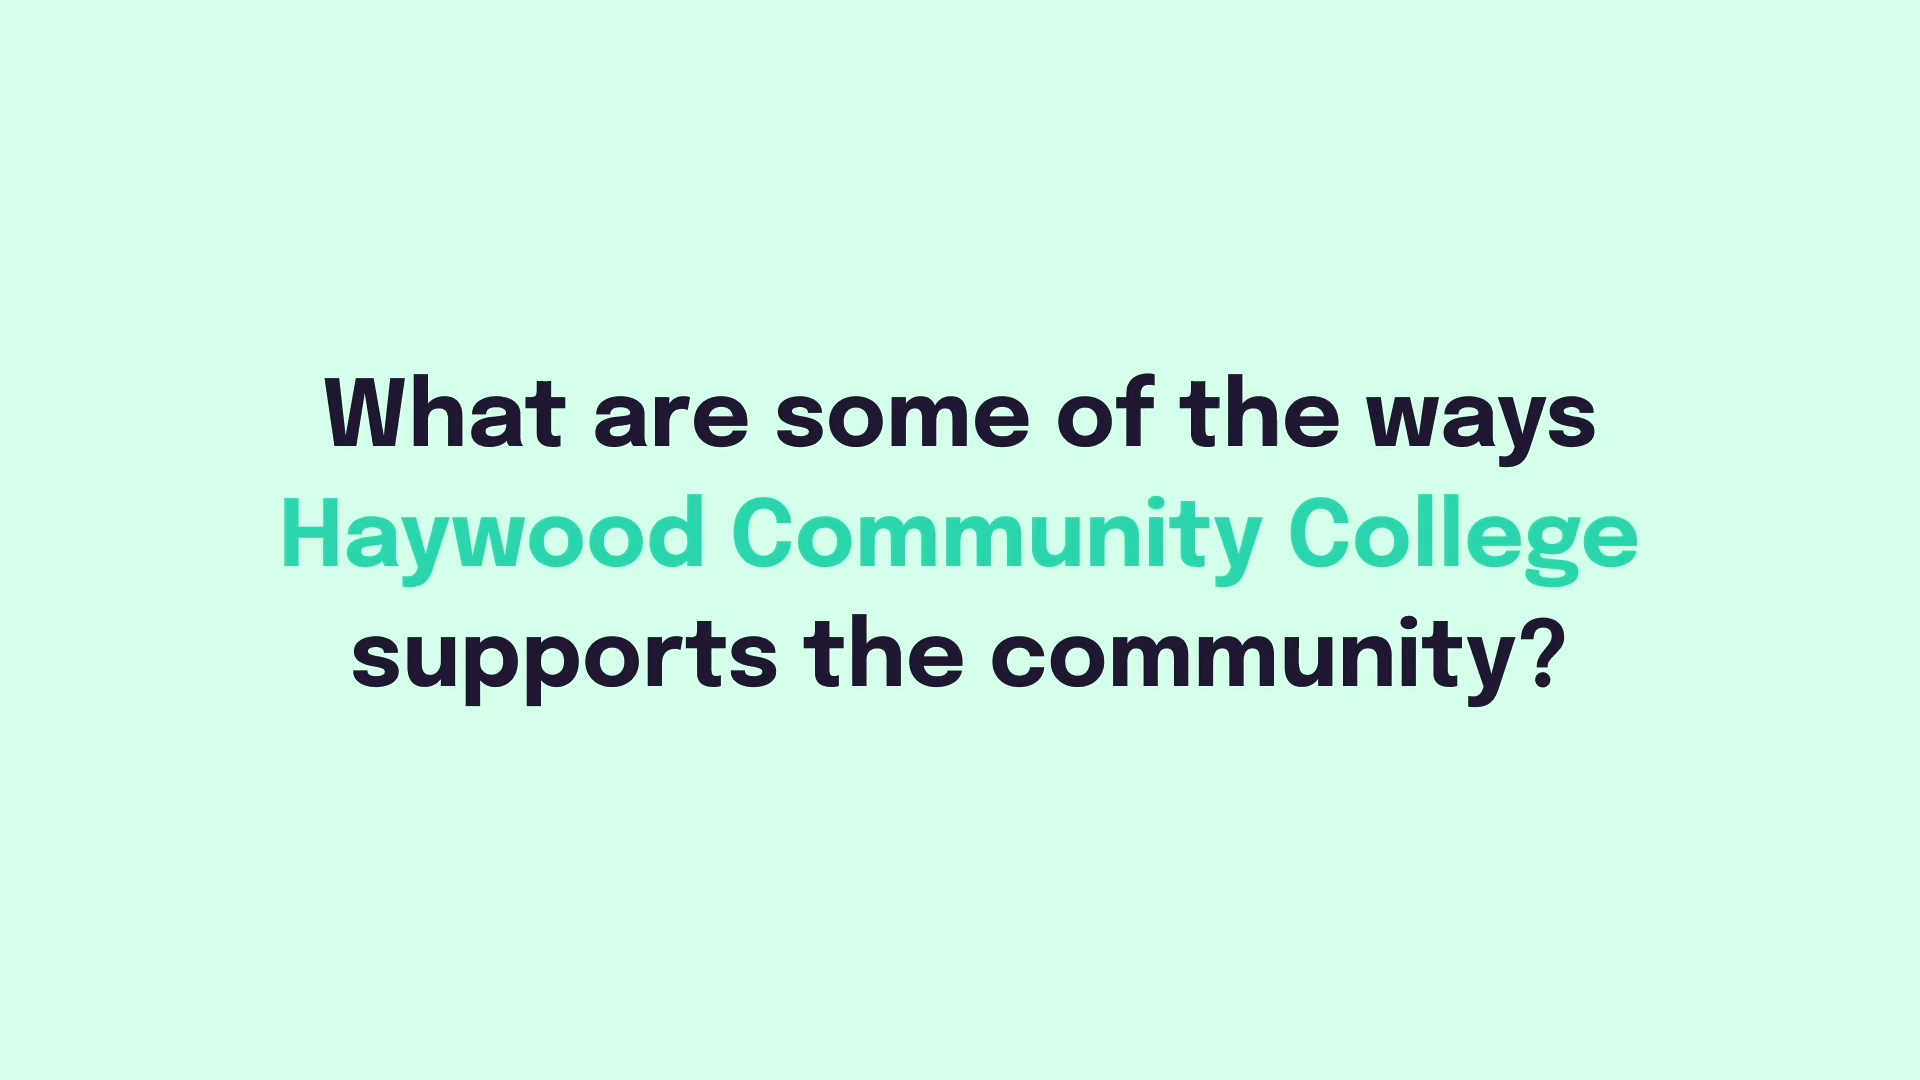 What are some of the ways
Haywood Community College
supports the community?